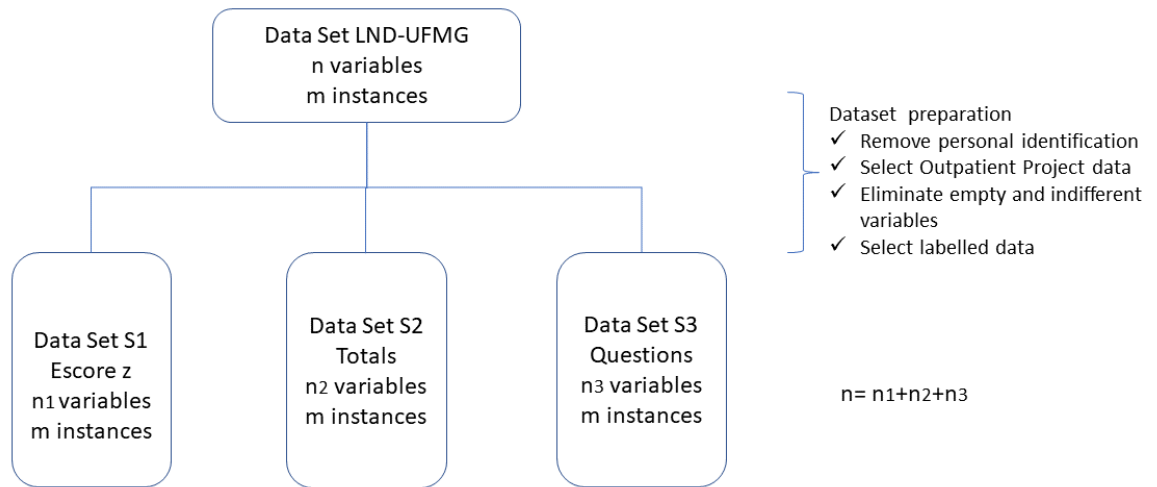 Data Set LND-UFMG
n variables
m instances
Dataset preparation
✓ Remove personal identification
✓ Select Outpatient Project data
✓ Eliminate empty and indifferent
variables
✓ Select labelled data
Data Set S1
Escore z
n1 variables
m instances
Data Set S2
Totals
n2 variables
m instances
Data Set S3
Questions
n3 variables
m instances
n= n1+n2+n3